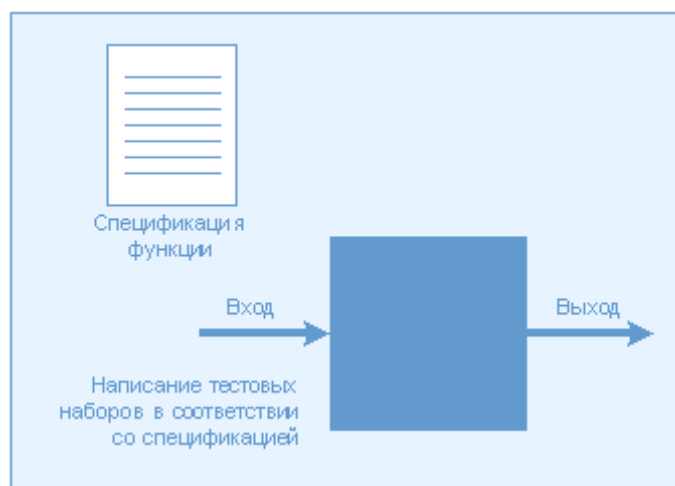 Спецификация
функции
Вход
Выход
Написание тестовых
наборов в соответствии
со спецификацией